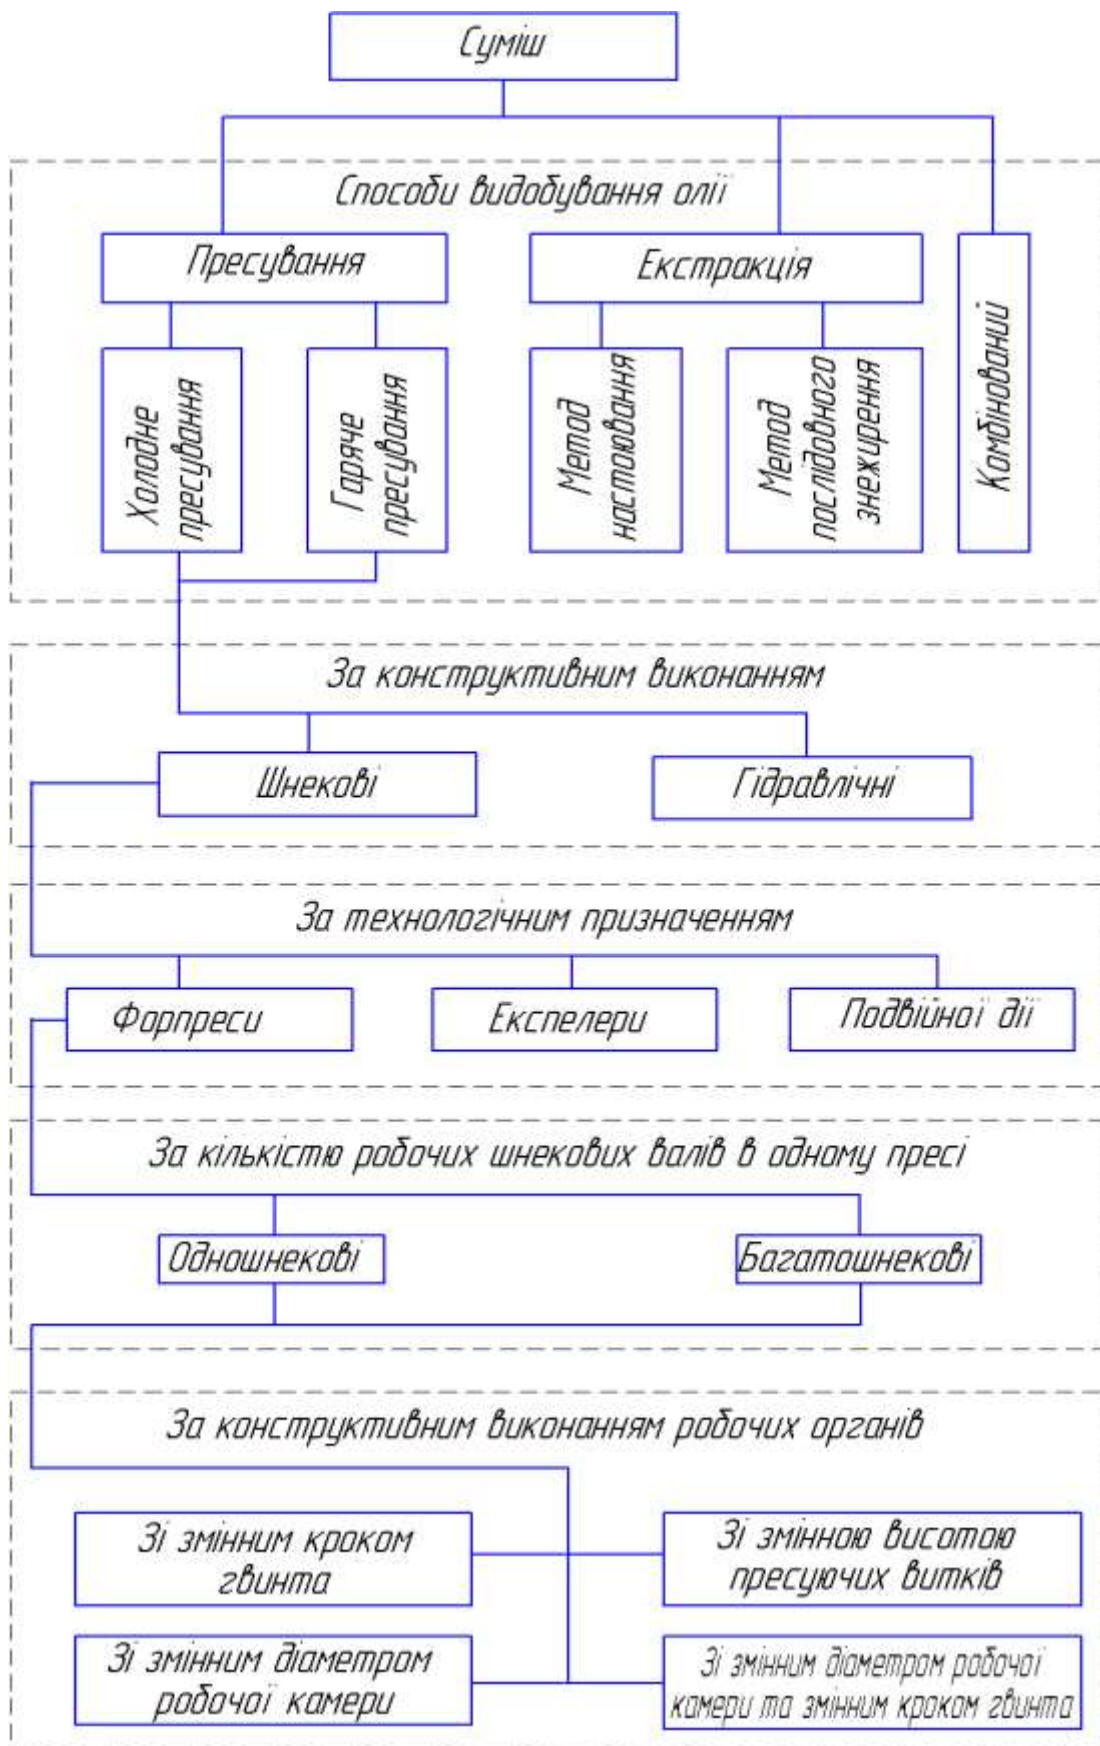 Суміш
Способи видобування олії
Пресування
Екстракція
Комбінований
Холодне
пресування
Гаряче
пресування
Метод
настоювання
Метод
послідовного
знежирення
За конструктивним виконанням
Шнекові
Гідравлічні
За технологічним призначенням
Форпреси
Експелери
Подвійної дії
За кількістю робочих шнекових валів в одному пресі
Одношнекові
Багатошнекові
За конструктивним виконанням робочих органів
Зі змінним кроком
гвинта
Зі змінною висотою
пресуючих витків
Зі змінним діаметром
робочої камери
Зі змінним діаметром робочої
камери та змінним кроком гвинта